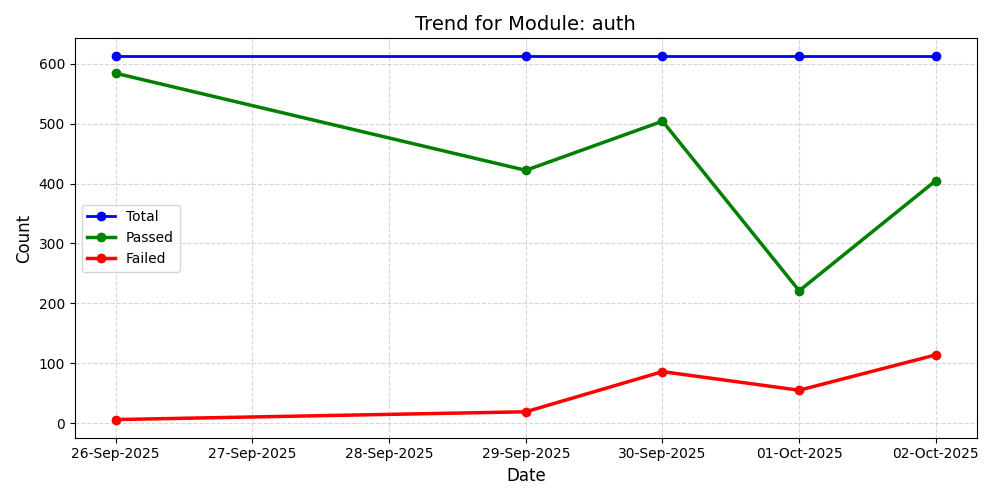 Trend for Module: auth
600
500
400
300
200
100
0
Count
Total
Passed
Failed
26-Sep-2025 27-Sep-2025 28-Sep-2025 29-Sep-2025 30-Sep-2025 01-Oct-2025 02-Oct-2025
Date